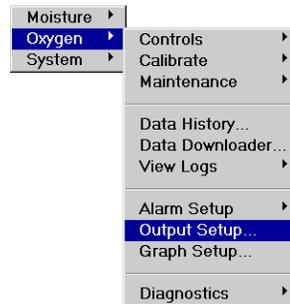 Moisture
Oxygen
System
Controls
Calibrate
Maintenance
Data History...
Data Downloader...
View Logs
Alarm Setup
Output Setup...
Graph Setup...
Diagnostics